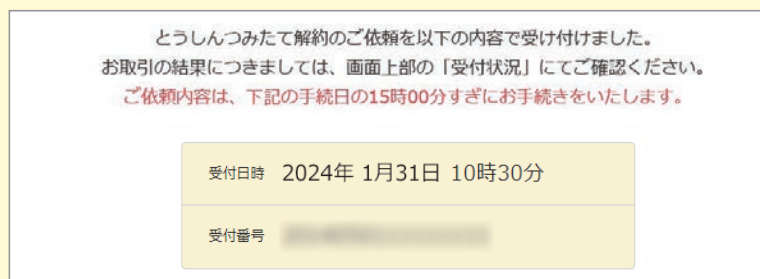 とうしんつみたて解約のご依頼を以下の内容で受け付けました。
お取引の結果につきましては、画面上部の「受付状況」にてご確認ください。
ご依頼内容は、下記の手続日の15時00分すぎにお手続きをいたします。
受付日時 2024年 1月31日 10時30分
受付番号